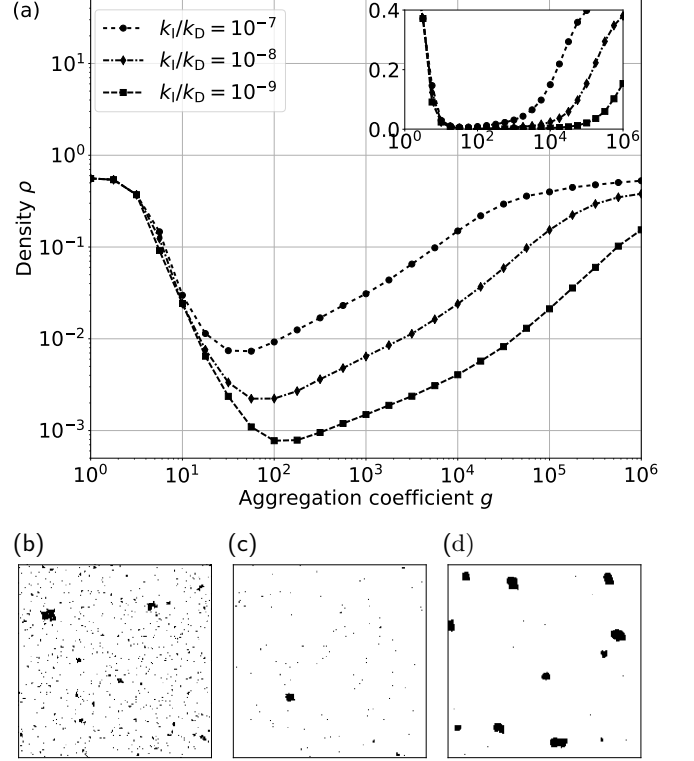 (a)
k_I/k_D = 10^{-7}
k_I/k_D = 10^{-8}
k_I/k_D = 10^{-9}
0.4
0.2
0.0
10^0 10^2 10^4 10^6
10^1
10^0
10^{-1}
10^{-2}
10^{-3}
Density ρ
10^0 10^1 10^2 10^3 10^4 10^5 10^6
Aggregation coefficient g
(b) (c) (d)